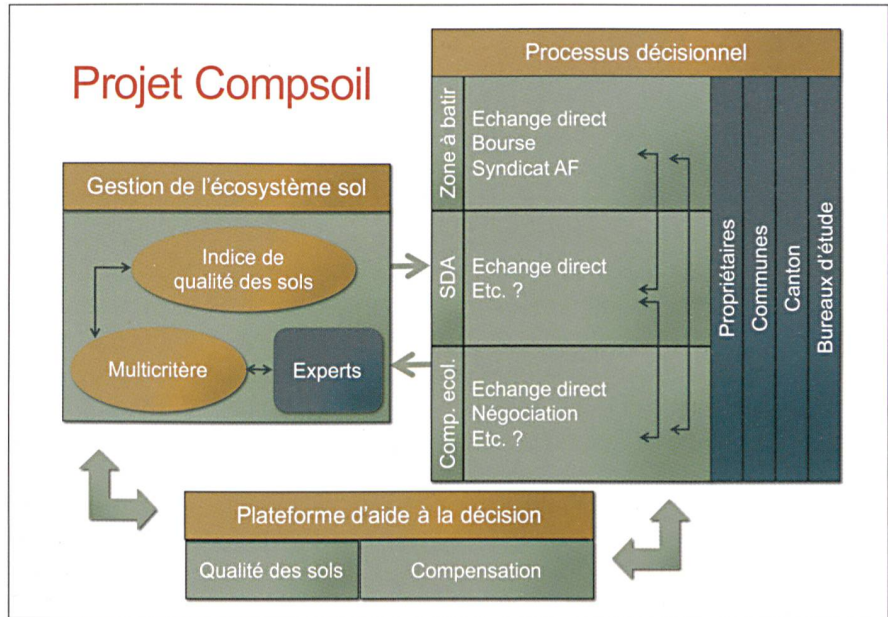 Projet Compsoil
Gestion de l'écosystème sol
Indice de
qualité des sols
Multicritère
Experts
Processus décisionnel
Zone à batir
Echange direct
Bourse
Syndicat AF
SDA
Echange direct
Etc. ?
Comp. ecol.
Echange direct
Négociation
Etc. ?
Propriétaires
Communes
Canton
Bureaux d'étude
Plateforme d'aide à la décision
Qualité des sols
Compensation